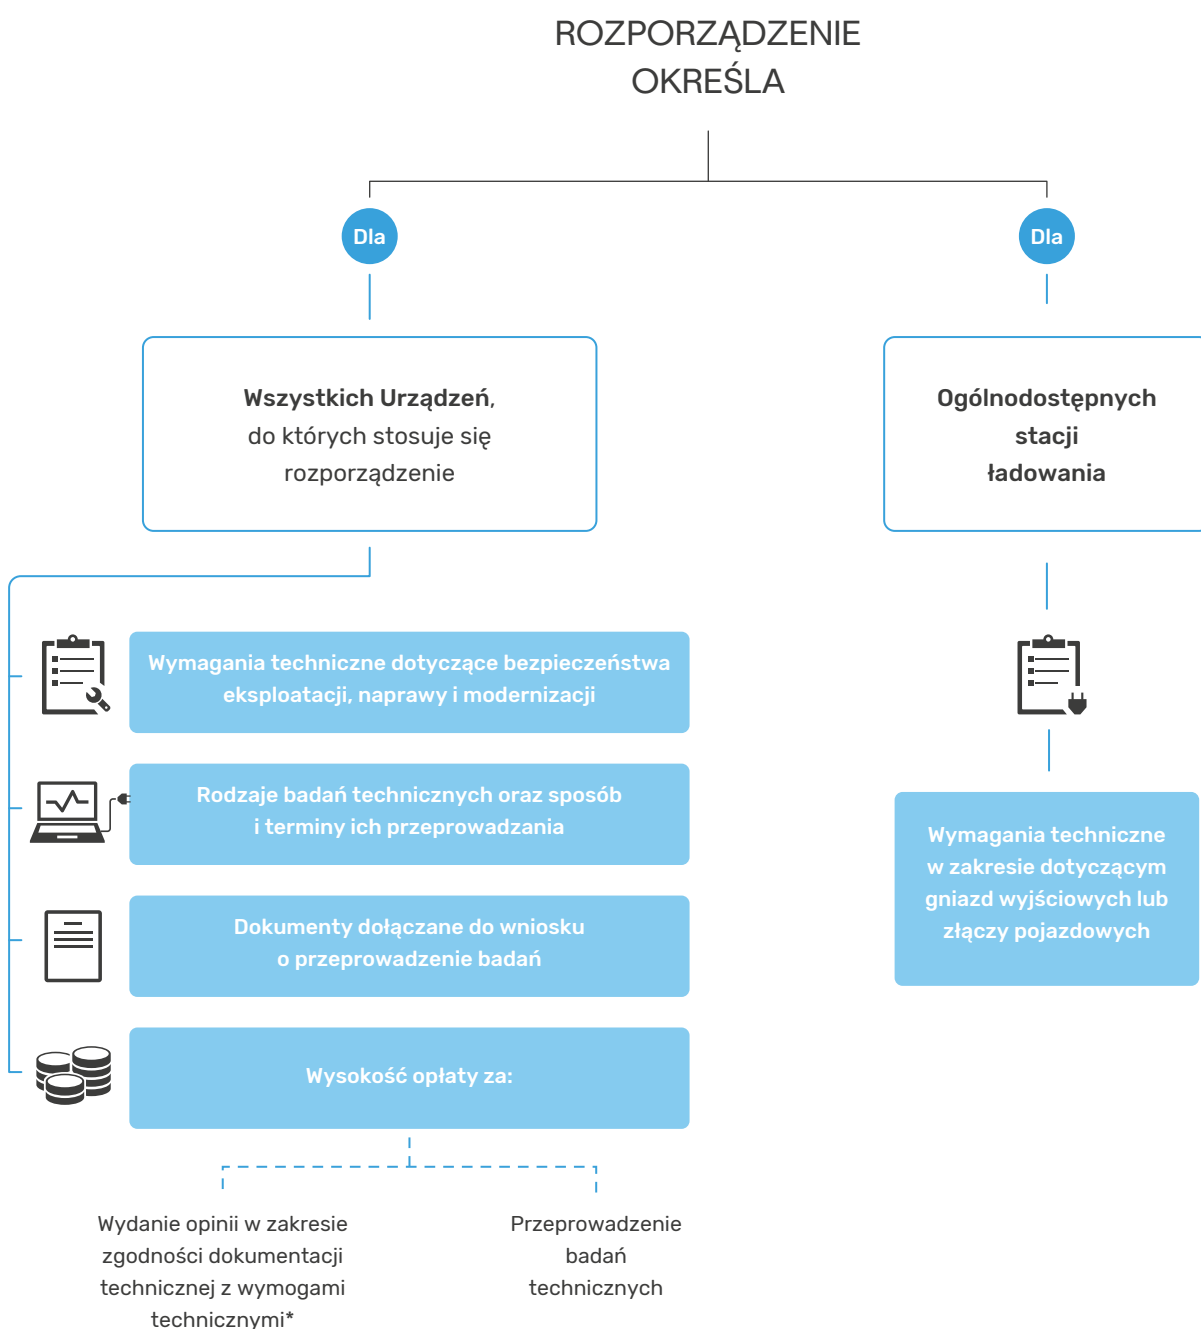 ROZPORZĄDZENIE
OKREŚLA
Dla
Wszystkich Urządzeń,
do których stosuje się
rozporządzenie
Wymagania techniczne dotyczące bezpieczeństwa
eksploatacji, naprawy i modernizacji
Rodzaje badań technicznych oraz sposób
i terminy ich przeprowadzania
Dokumenty dołączane do wniosku
o przeprowadzenie badań
Wysokość opłaty za:
Wydanie opinii w zakresie
zgodności dokumentacji
technicznej z wymogami
technicznymi*
Przeprowadzenie
badań
technicznych
Dla
Ogólnodostępnych
stacji
ładowania
Wymagania techniczne
w zakresie dotyczącym
gniazd wyjściowych lub
złączy pojazdowych